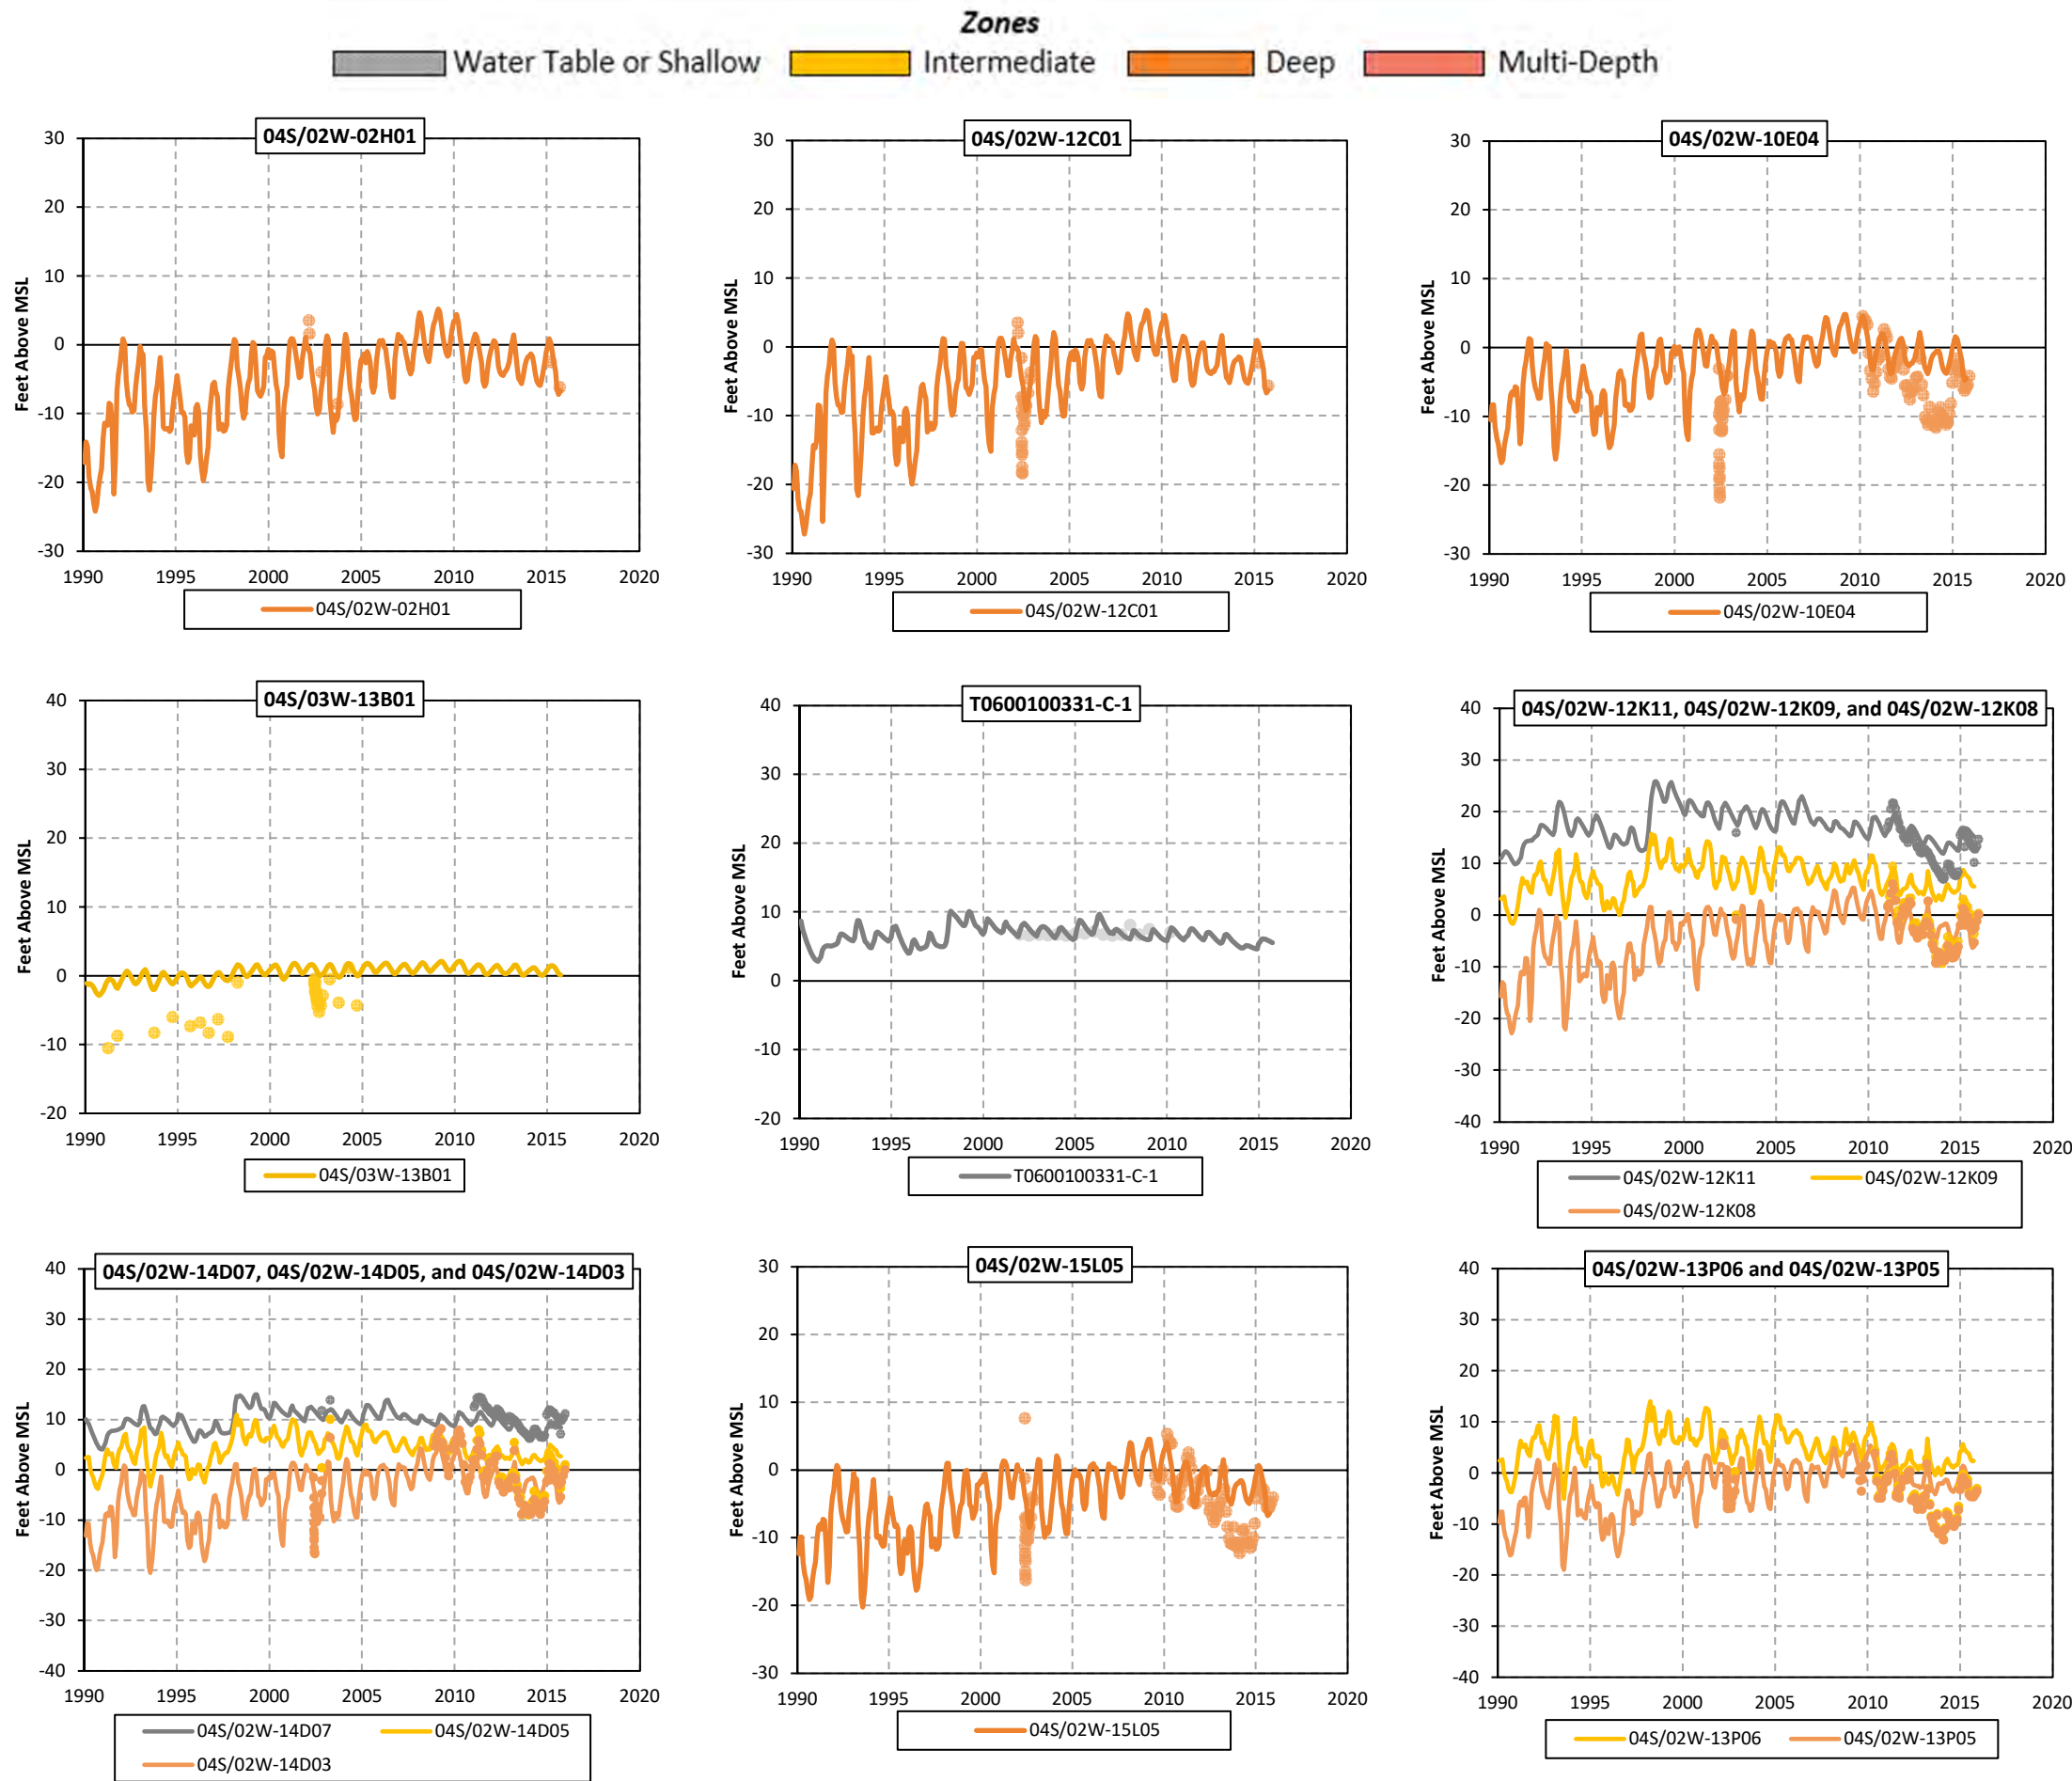 Zones
Water Table or Shallow Intermediate Deep Multi-Depth
04S/02W-02H01
30
20
10
0
-10
-20
-30
Feet Above MSL
1990 1995 2000 2005 2010 2015 2020
04S/02W-02H01
04S/02W-12C01
30
20
10
0
-10
-20
-30
Feet Above MSL
1990 1995 2000 2005 2010 2015 2020
04S/02W-12C01
04S/02W-10E04
30
20
10
0
-10
-20
-30
Feet Above MSL
1990 1995 2000 2005 2010 2015 2020
04S/02W-10E04
04S/03W-13B01
40
30
20
10
0
-10
-20
Feet Above MSL
1990 1995 2000 2005 2010 2015 2020
04S/03W-13B01
T0600100331-C-1
40
30
20
10
0
-10
-20
Feet Above MSL
1990 1995 2000 2005 2010 2015 2020
T0600100331-C-1
04S/02W-12K11, 04S/02W-12K09, and 04S/02W-12K08
40
30
20
10
0
-10
-20
-30
-40
Feet Above MSL
1990 1995 2000 2005 2010 2015 2020
04S/02W-12K11 04S/02W-12K09
04S/02W-12K08
04S/02W-14D07, 04S/02W-14D05, and 04S/02W-14D03
40
30
20
10
0
-10
-20
-30
-40
Feet Above MSL
1990 1995 2000 2005 2010 2015 2020
04S/02W-14D07 04S/02W-14D05
04S/02W-14D03
04S/02W-15L05
30
20
10
0
-10
-20
-30
Feet Above MSL
1990 1995 2000 2005 2010 2015 2020
04S/02W-15L05
04S/02W-13P06 and 04S/02W-13P05
40
30
20
10
0
-10
-20
-30
-40
Feet Above MSL
1990 1995 2000 2005 2010 2015 2020
04S/02W-13P06 04S/02W-13P05